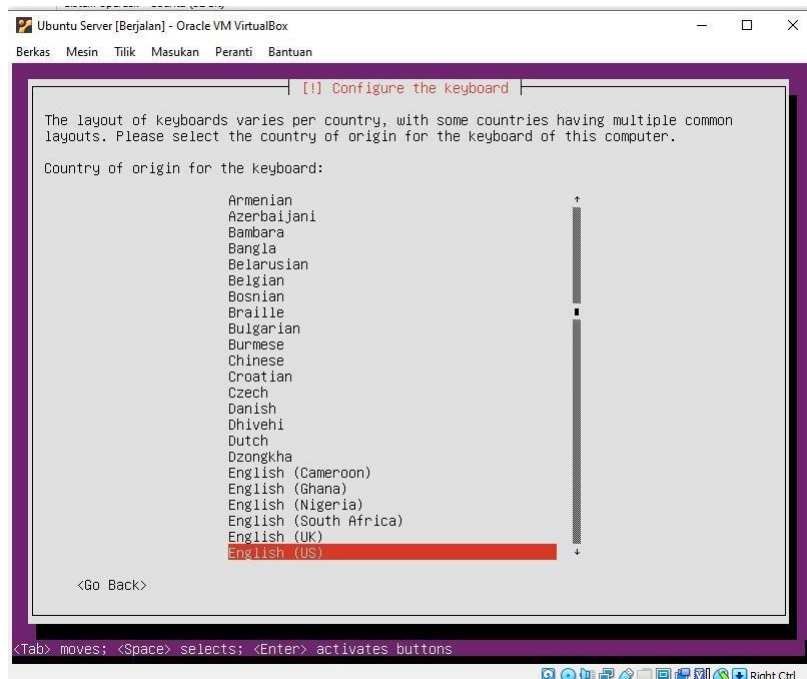 Ubuntu Server [Berjalan] - Oracle VM VirtualBox
Berkas Mesin Tilik Masukan Peranti Bantuan
[!] Configure the keyboard
The layout of keyboards varies per country, with some countries having multiple common
layouts. Please select the country of origin for the keyboard of this computer.
Country of origin for the keyboard:
Armenian
Azerbaijani
Bambara
Bangla
Belarusian
Belgian
Bosnian
Braille
Bulgarian
Burmese
Chinese
Croatian
Czech
Danish
Dhivehi
Dutch
Dzongkha
English (Cameroon)
English (Ghana)
English (Nigeria)
English (South Africa)
English (UK)
English (US)
<Go Back>
<Tab> moves; <Space> selects; <Enter> activates buttons
Right Ctrl